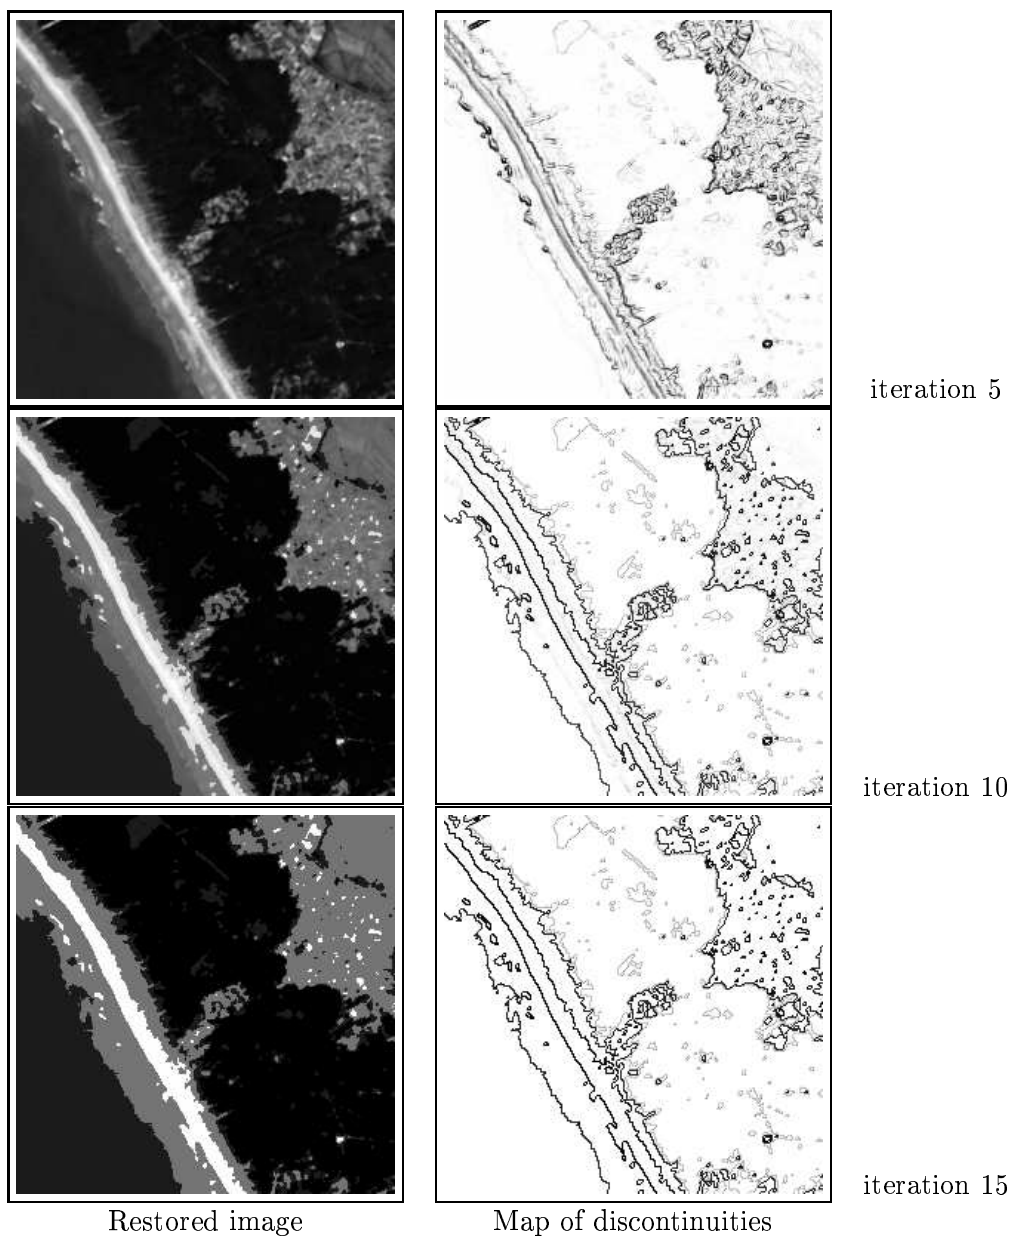 iteration 5
iteration 10
iteration 15
Restored image
Map of discontinuities